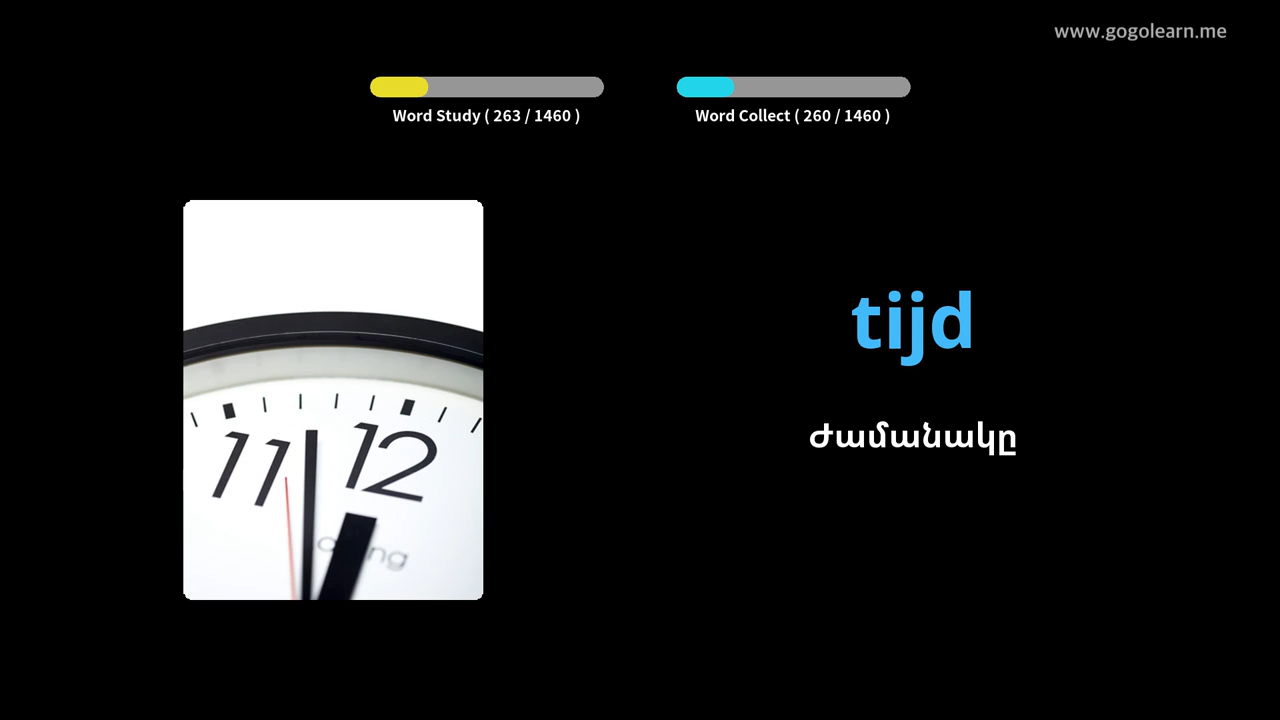 www.gogolearn.me
Word Study ( 263 / 1460 )
Word Collect ( 260 / 1460 )
11 12
tijd
ժամանակը